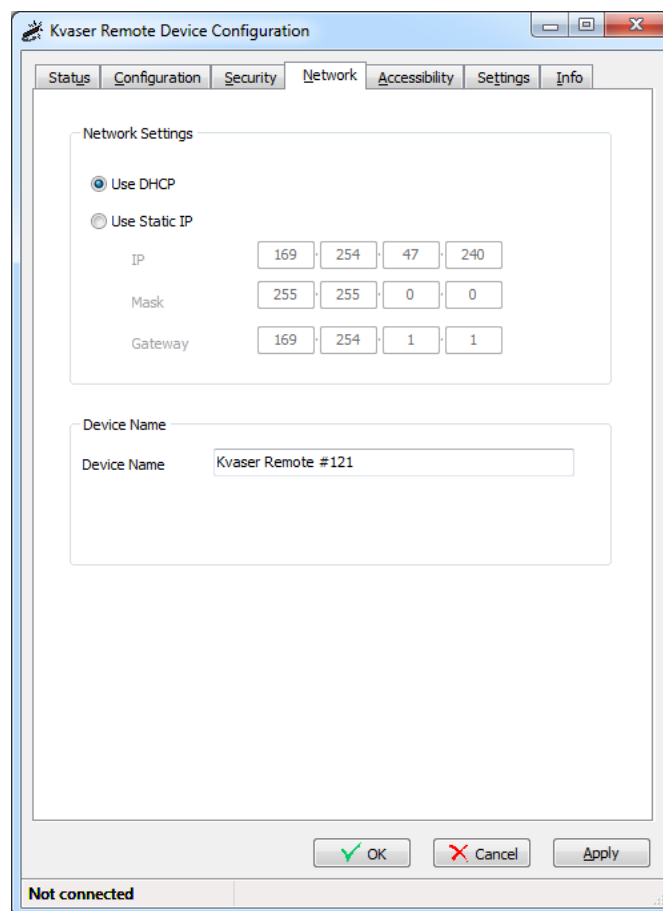 Kvaser Remote Device Configuration
Status Configuration Security Network Accessibility Settings Info
Network Settings
Use DHCP
Use Static IP
IP 169 . 254 . 47 . 240
Mask 255 . 255 . 0 . 0
Gateway 169 . 254 . 1 . 1
Device Name
Device Name Kvaser Remote #121
OK Cancel Apply
Not connected